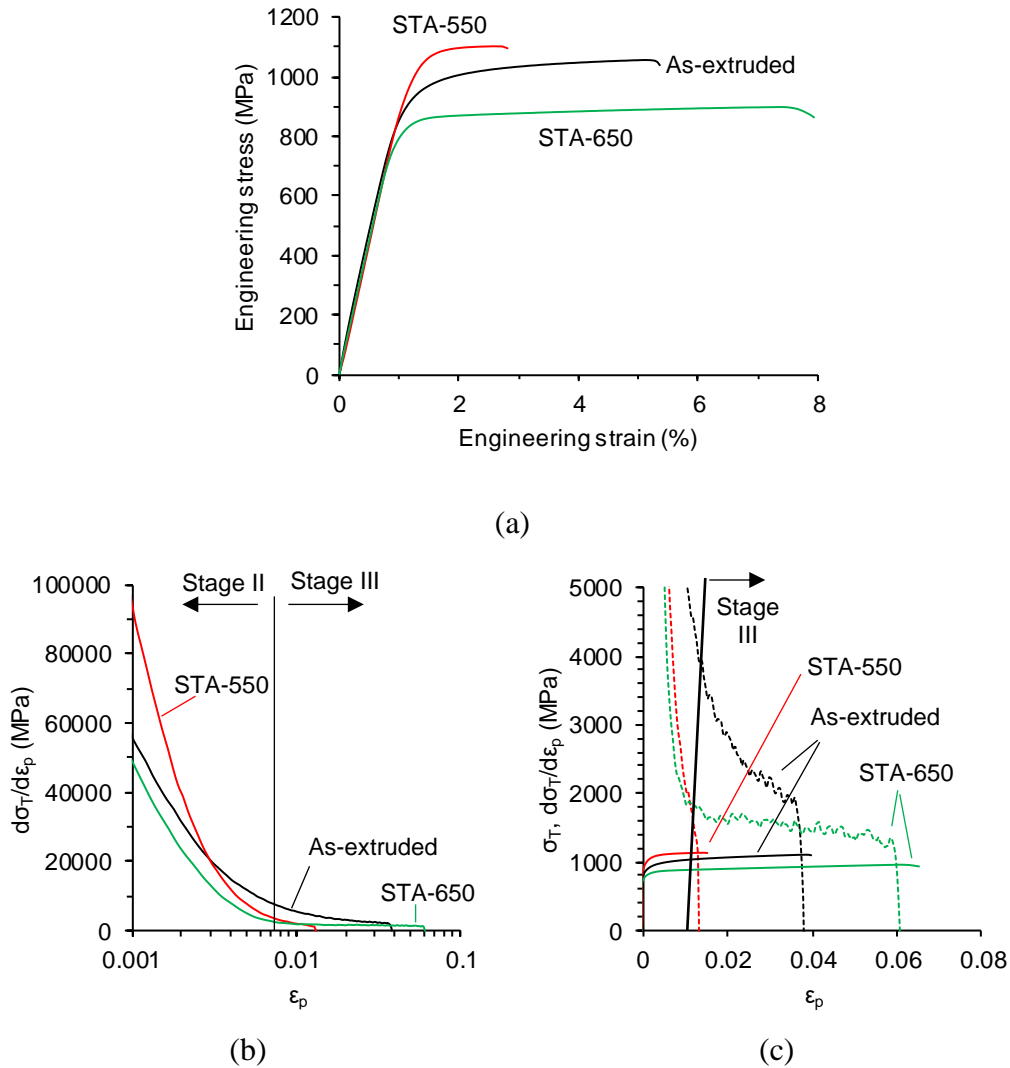 1200
1000
800
600
400
200
0
Engineering stress (MPa)
STA-550
As-extruded
STA-650
0 2 4 6 8
Engineering strain (%)
(a)
100000
80000
60000
40000
20000
0
dσT/dεp (MPa)
Stage II
Stage III
STA-550
As-extruded
STA-650
0.001 0.01 0.1
εp
(b)
5000
4000
3000
2000
1000
0
σT, dσT/dεp (MPa)
Stage
III
STA-550
As-extruded
STA-650
0 0.02 0.04 0.06 0.08
εp
(c)